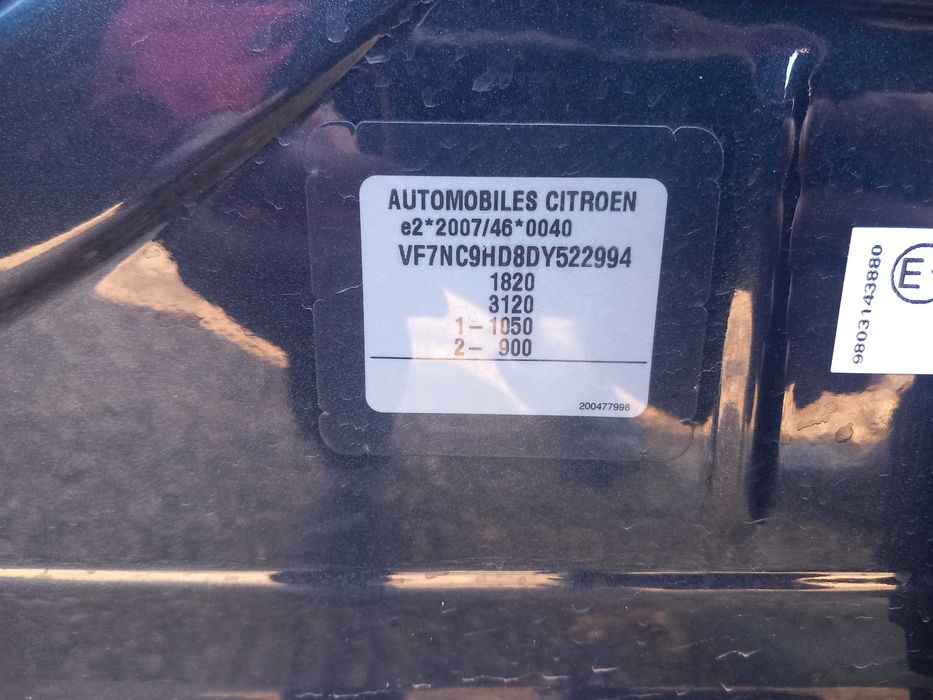 AUTOMOBILES CITROEN
e2*2007/46*0040
VF7NC9HD8DY522994
1820
3120
1- 1050
2- 900
200477998
9803143880
E